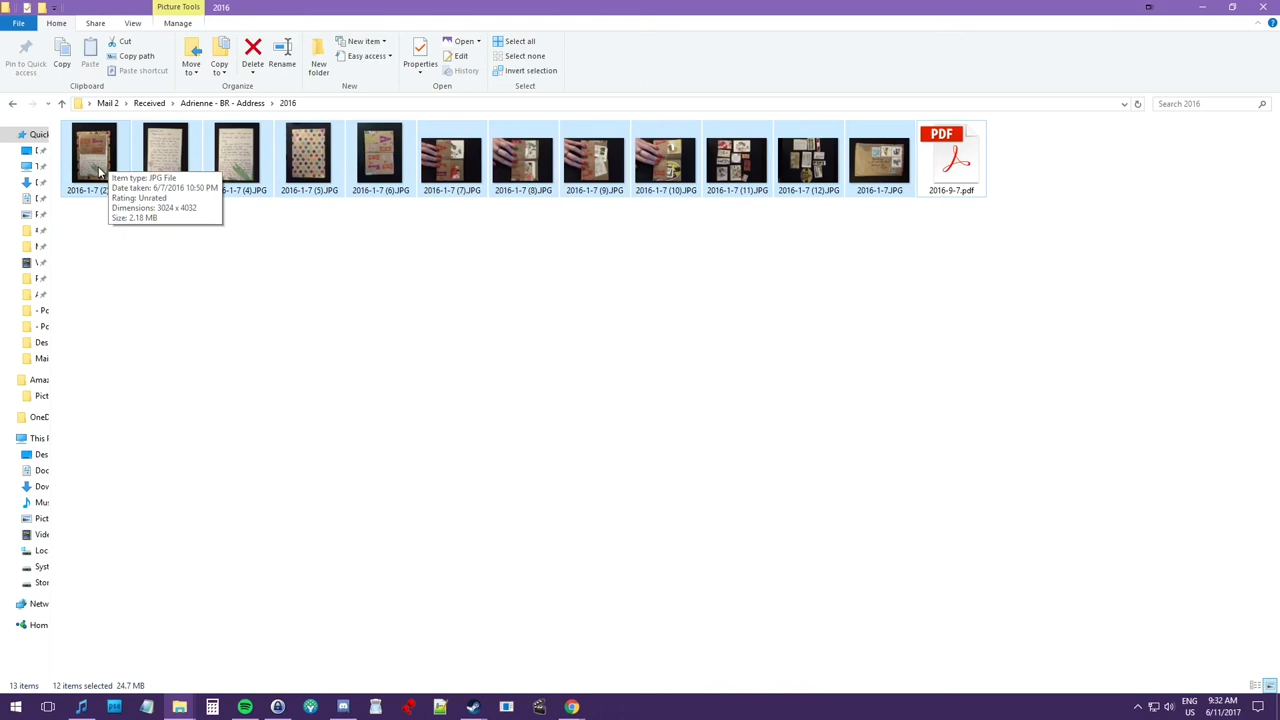 Picture Tools 2016
File Home Share View Manage
Pin to Quick access
Copy
Paste
Cut
Copy path
Paste shortcut
Clipboard
Move to
Copy to
Delete
Rename
Organize
New folder
New item
Easy access
New
Properties
Open
Edit
History
Open
Select all
Select none
Invert selection
Select
Mail 2 > Received > Adrienne - BR - Address > 2016
Search 2016
Quick
Des
Mai
Amaz
Pict
OneD
This P
Des
Doc
Dov
Mus
Pict
Vide
Loc
Syst
Stor
Netw
Home
2016-1-7 (2)
(4).JPG
2016-1-7 (5).JPG
2016-1-7 (6).JPG
2016-1-7 (7).JPG
2016-1-7 (8).JPG
2016-1-7 (9).JPG
2016-1-7 (10).JPG
2016-1-7 (11).JPG
2016-1-7 (12).JPG
2016-1-7.JPG
PDF
2016-9-7.pdf
Item type: JPG File
Date taken: 6/7/2016 10:50 PM
Rating: Unrated
Dimensions: 3024 x 4032
Size: 2.18 MB
13 items 12 items selected 24.7 MB
ENG
US
9:32 AM
6/11/2017